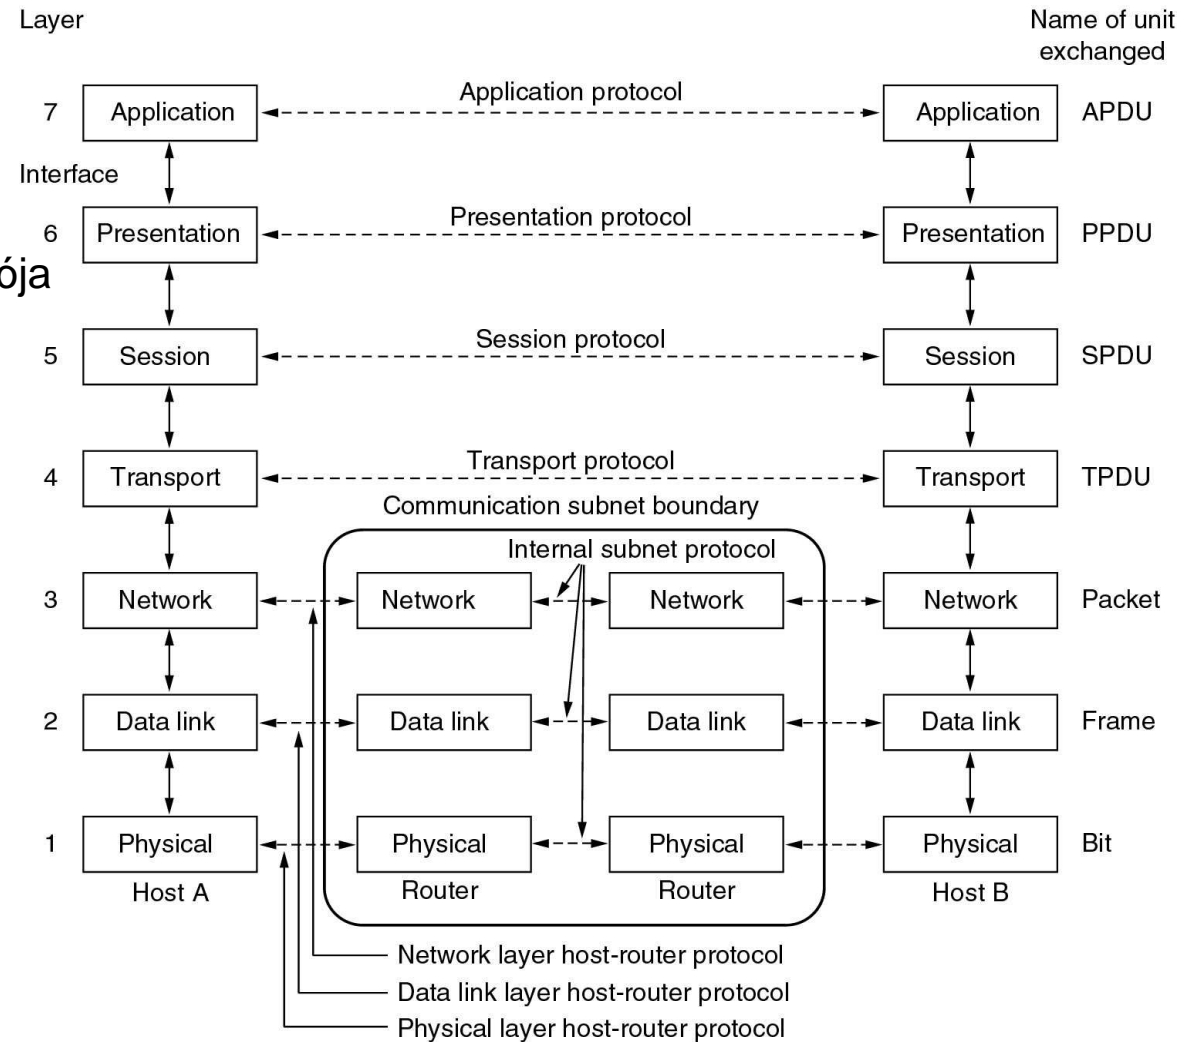 Layer
Name of unit
exchanged
Application protocol
7
Application
Application
APDU
Interface
Presentation protocol
6
Presentation
Presentation
PPDU
ója
Session protocol
5
Session
Session
SPDU
Transport protocol
4
Transport
Transport
TPDU
Communication subnet boundary
Internal subnet protocol
3
Network
Network
Network
Network
Packet
2
Data link
Data link
Data link
Data link
Frame
1
Physical
Physical
Physical
Physical
Bit
Host A
Router
Router
Host B
Network layer host-router protocol
Data link layer host-router protocol
Physical layer host-router protocol